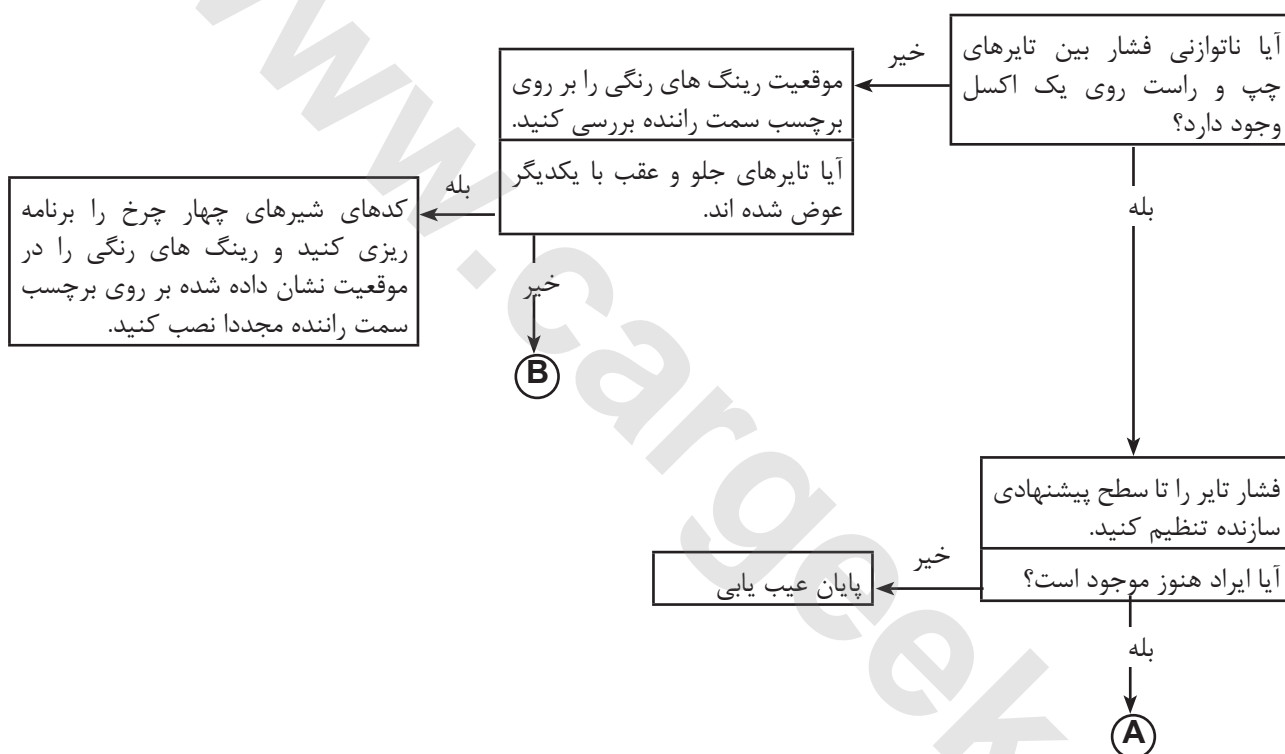 آیا ناتوازنی فشار بین تایرهای
چپ و راست روی یک اکسل
وجود دارد؟
خیر
موقعیت رینگ های رنگی را بر روی
برچسب سمت راننده بررسی کنید.
آیا تایرهای جلو و عقب با یکدیگر
عوض شده اند.
بله
کدهای شیرهای چهار چرخ را برنامه
ریزی کنید و رینگ های رنگی را در
موقعیت نشان داده شده بر روی برچسب
سمت راننده مجددا نصب کنید.
خیر
B
بله
فشار تایر را تا سطح پیشنهادی
سازنده تنظیم کنید.
آیا ایراد هنوز موجود است؟
خیر
پایان عیب یابی
بله
A
www.cargeek